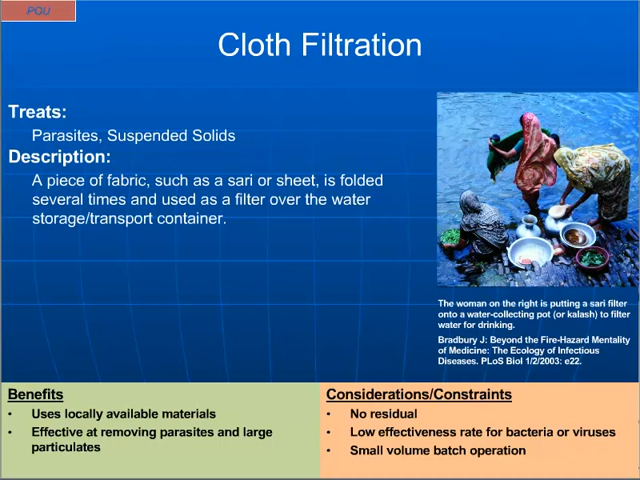 POU
Cloth Filtration
Treats:
Parasites, Suspended Solids
Description:
A piece of fabric, such as a sari or sheet, is folded
several times and used as a filter over the water
storage/transport container.
The woman on the right is putting a sari filter
onto a water-collecting pot (or kalash) to filter
water for drinking.
Bradbury J: Beyond the Fire-Hazard Mentality
of Medicine: The Ecology of Infectious
Diseases. PLoS Biol 1/2/2003: e22.
Benefits
• Uses locally available materials
• Effective at removing parasites and large
particulates
Considerations/Constraints
• No residual
• Low effectiveness rate for bacteria or viruses
• Small volume batch operation